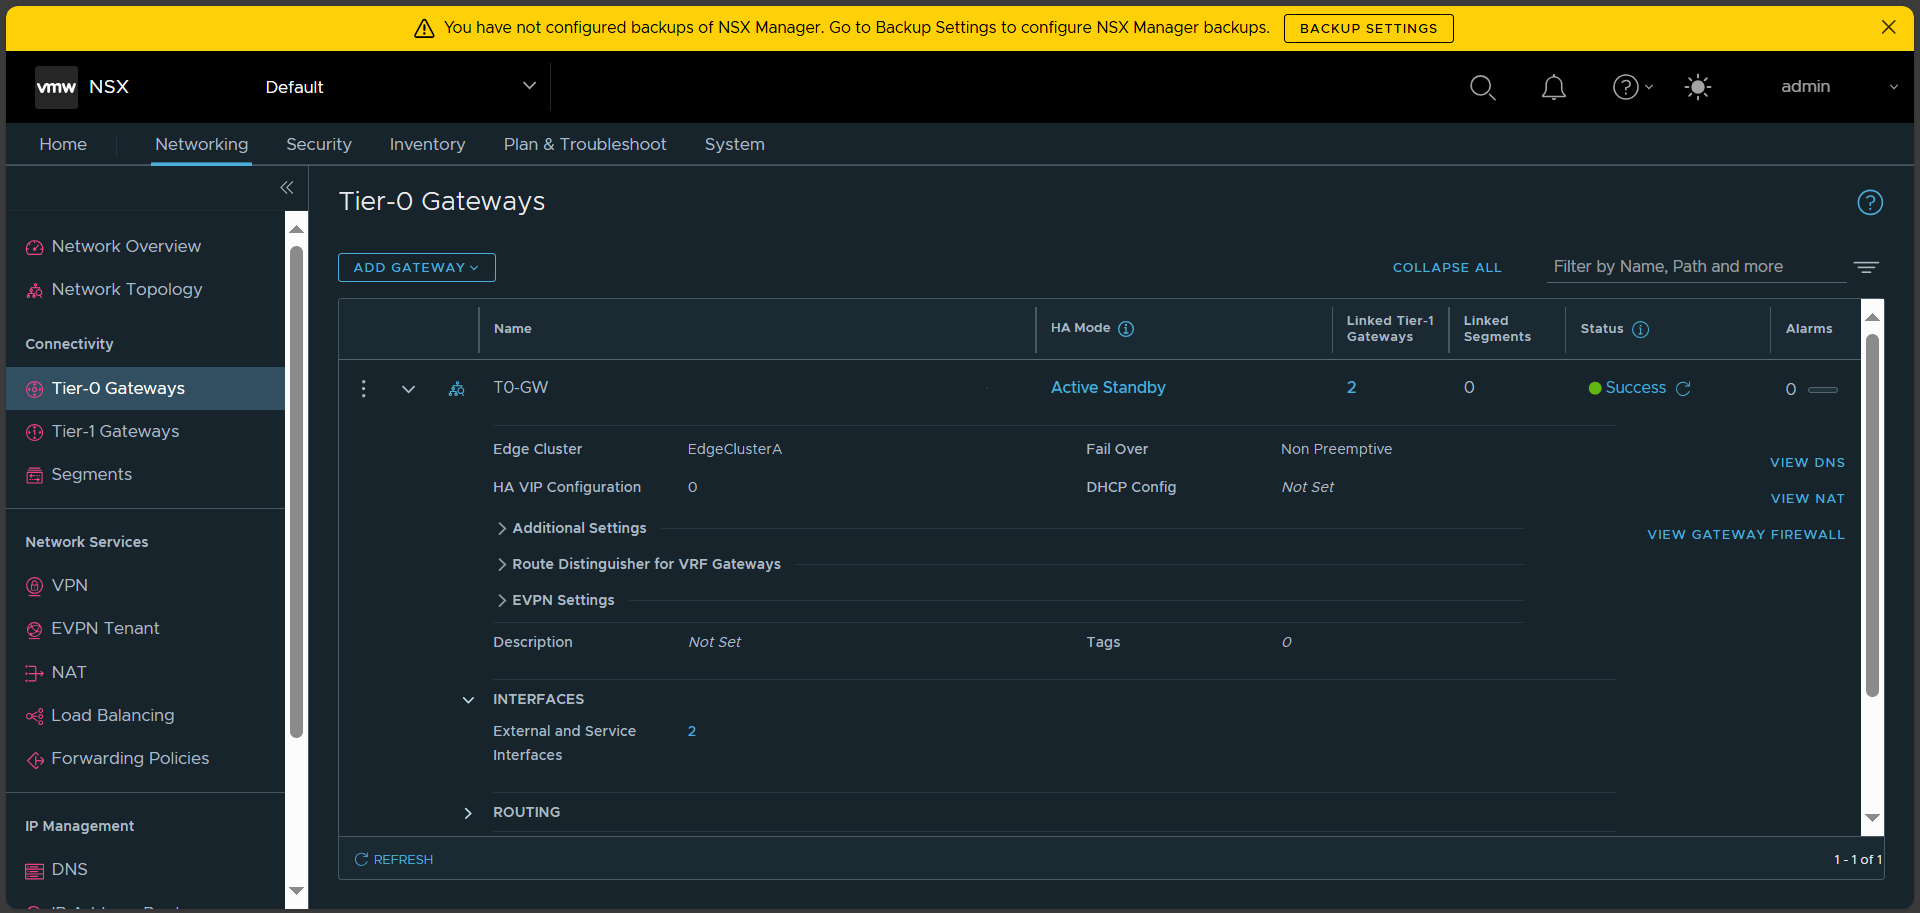 You have not configured backups of NSX Manager. Go to Backup Settings to configure NSX Manager backups. BACKUP SETTINGS
vmw NSX Default admin
Home Networking Security Inventory Plan & Troubleshoot System
Tier-0 Gateways
Network Overview
Network Topology
Connectivity
Tier-0 Gateways
Tier-1 Gateways
Segments
Network Services
VPN
EVPN Tenant
NAT
Load Balancing
Forwarding Policies
IP Management
DNS
ADD GATEWAY
COLLAPSE ALL
Filter by Name, Path and more
Name HA Mode Linked Tier-1 Gateways Linked Segments Status Alarms
T0-GW Active Standby 2 0 Success 0
Edge Cluster EdgeClusterA Fail Over Non Preemptive
HA VIP Configuration 0 DHCP Config Not Set
VIEW DNS
VIEW NAT
VIEW GATEWAY FIREWALL
Additional Settings
Route Distinguisher for VRF Gateways
EVPN Settings
Description Not Set Tags 0
INTERFACES
External and Service Interfaces 2
ROUTING
REFRESH
1 - 1 of 1